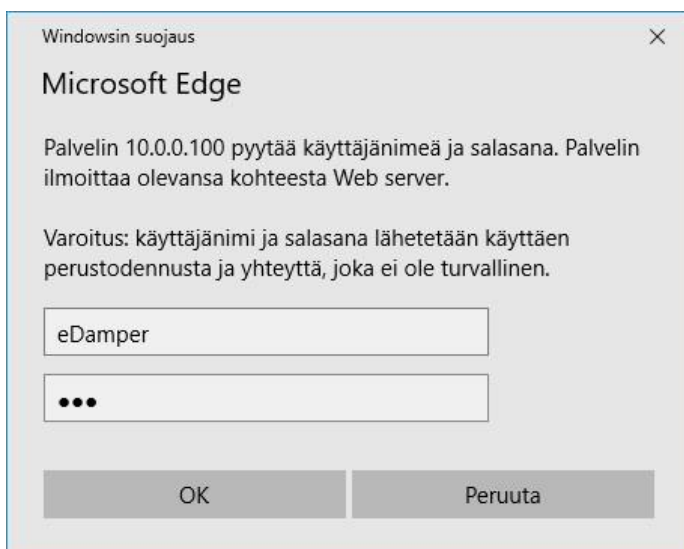 Windowsin suojaus
Microsoft Edge
Palvelin 10.0.0.100 pyytää käyttäjänimeä ja salasana. Palvelin
ilmoittaa olevansa kohteesta Web server.
Varoitus: käyttäjänimi ja salasana lähetetään käyttäen
perustodennusta ja yhteyttä, joka ei ole turvallinen.
eDamper
●●●
OK
Peruuta